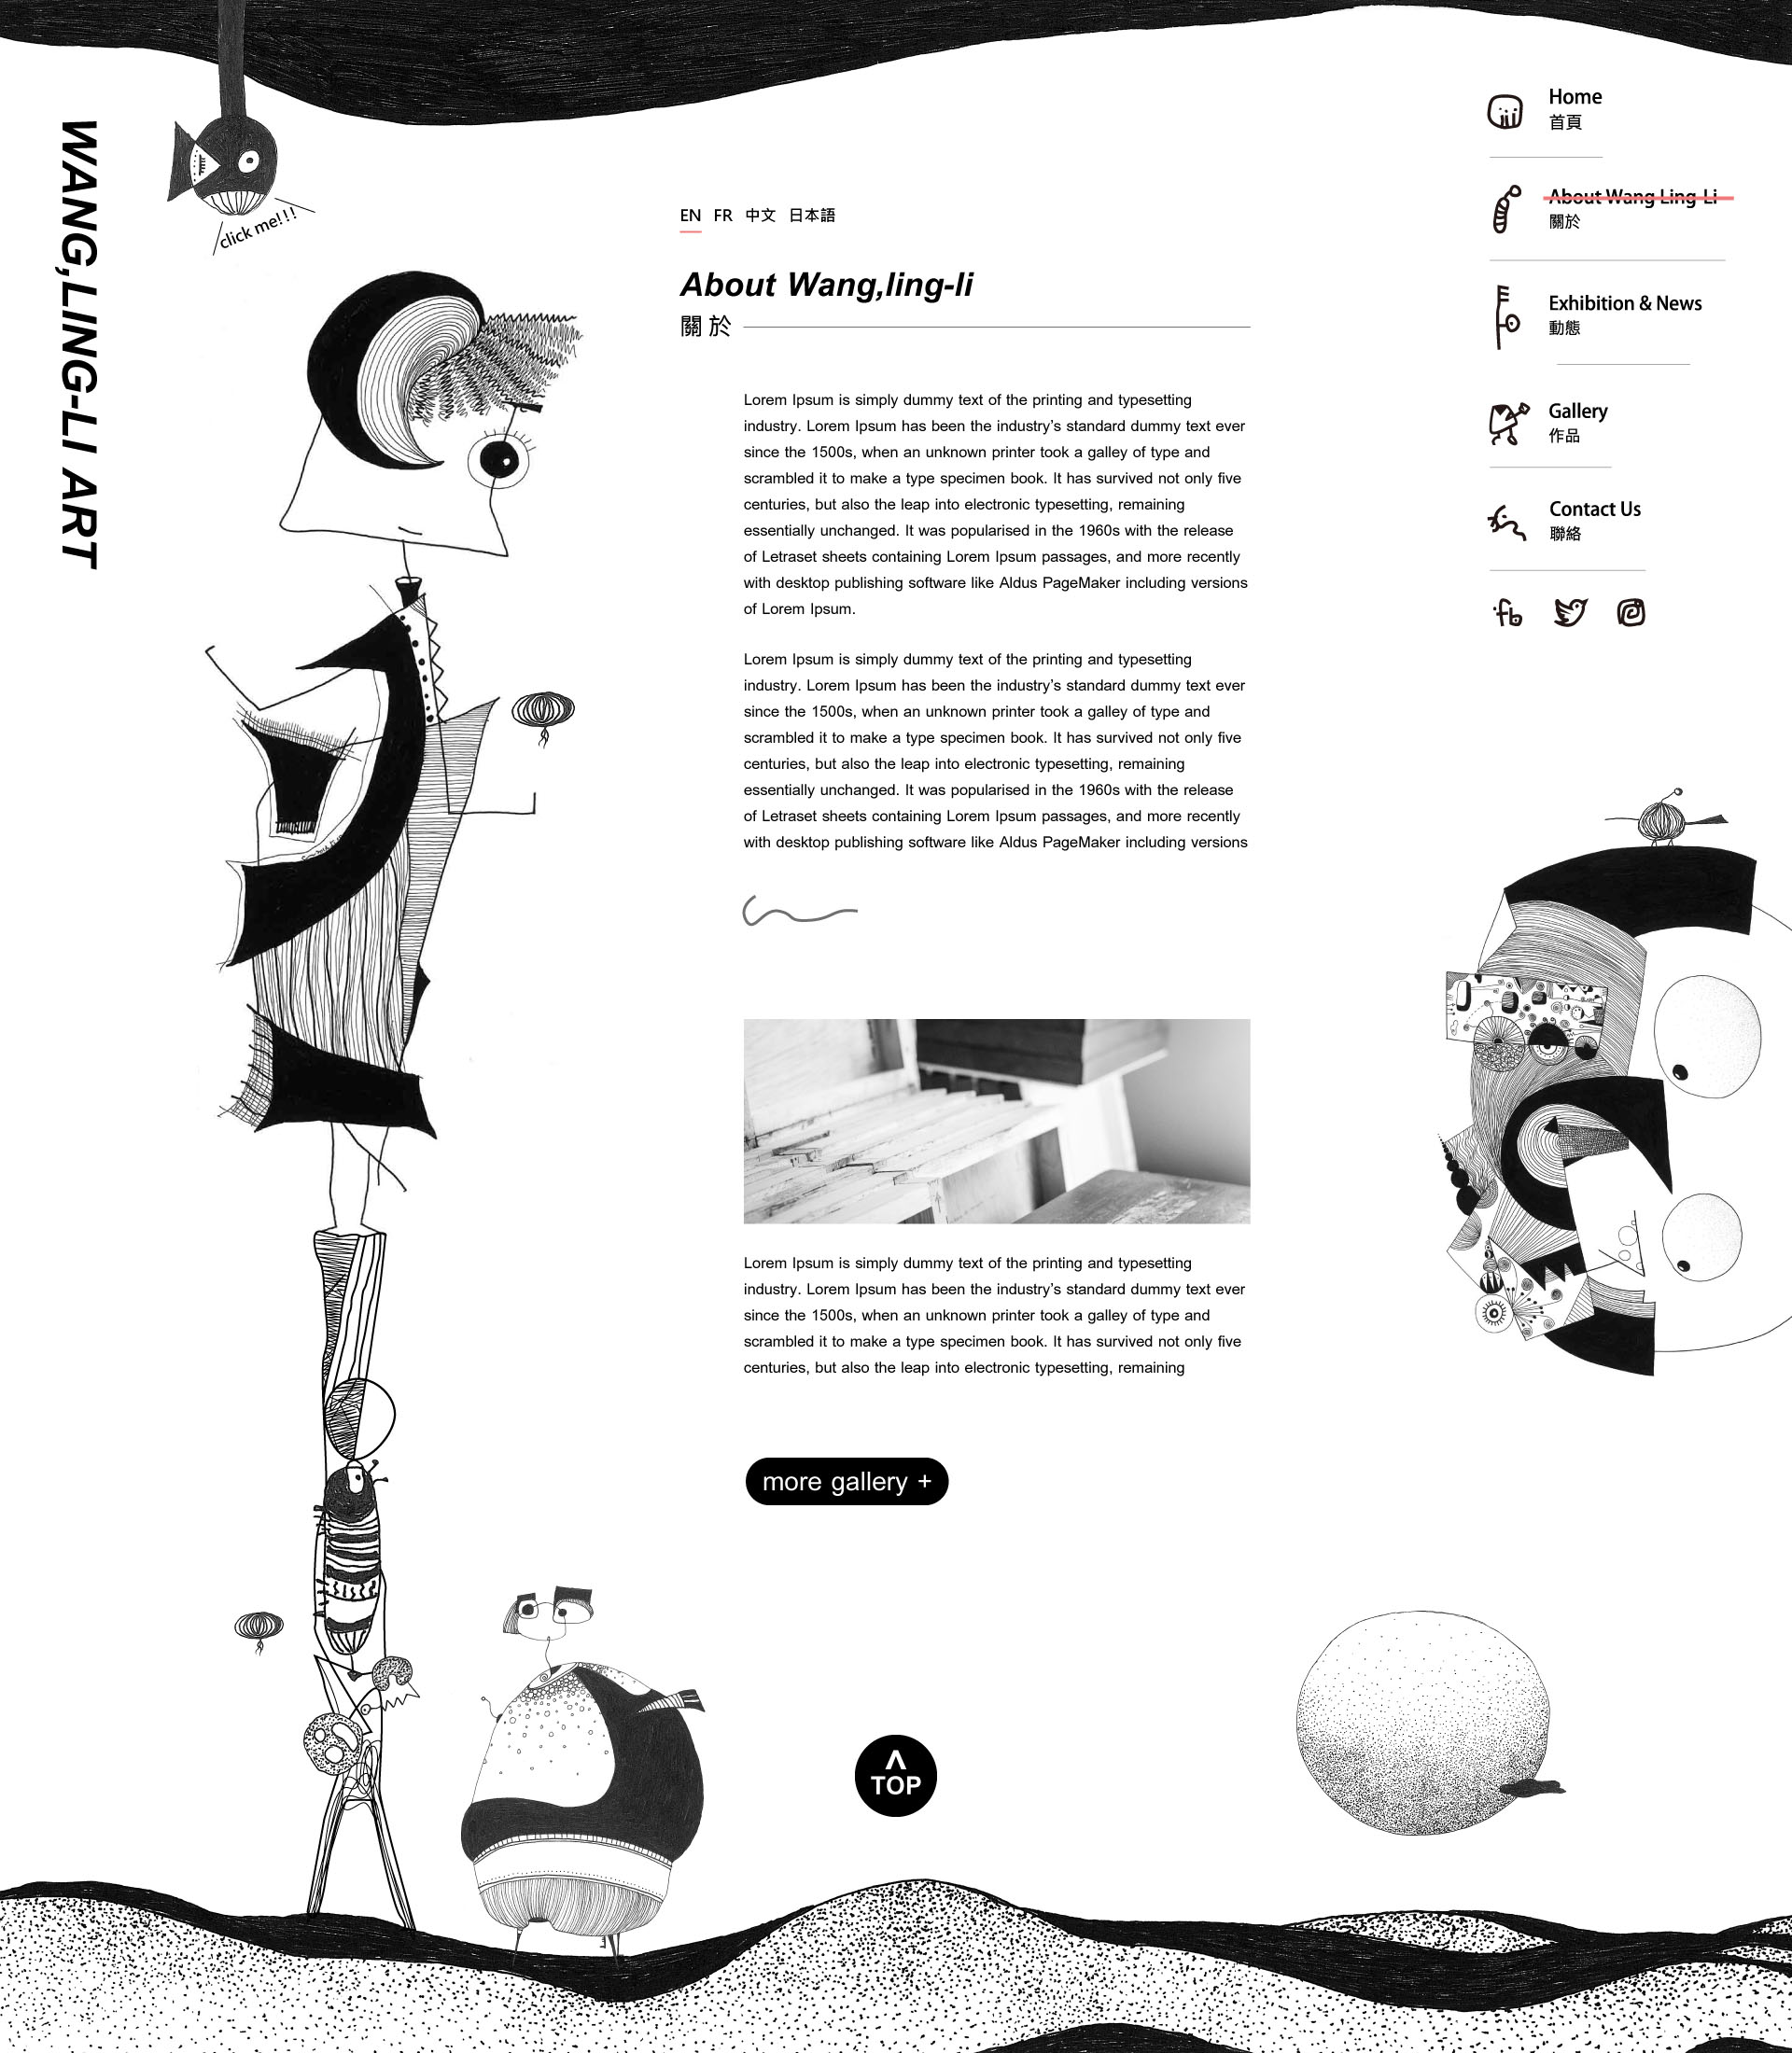 WANG,LING-LI ART
click me!!!
EN FR 中文 日本語
About Wang,ling-li
關於
Lorem Ipsum is simply dummy text of the printing and typesetting
industry. Lorem Ipsum has been the industry’s standard dummy text ever
since the 1500s, when an unknown printer took a galley of type and
scrambled it to make a type specimen book. It has survived not only five
centuries, but also the leap into electronic typesetting, remaining
essentially unchanged. It was popularised in the 1960s with the release
of Letraset sheets containing Lorem Ipsum passages, and more recently
with desktop publishing software like Aldus PageMaker including versions
of Lorem Ipsum.
Lorem Ipsum is simply dummy text of the printing and typesetting
industry. Lorem Ipsum has been the industry’s standard dummy text ever
since the 1500s, when an unknown printer took a galley of type and
scrambled it to make a type specimen book. It has survived not only five
centuries, but also the leap into electronic typesetting, remaining
essentially unchanged. It was popularised in the 1960s with the release
of Letraset sheets containing Lorem Ipsum passages, and more recently
with desktop publishing software like Aldus PageMaker including versions
Lorem Ipsum is simply dummy text of the printing and typesetting
industry. Lorem Ipsum has been the industry’s standard dummy text ever
since the 1500s, when an unknown printer took a galley of type and
scrambled it to make a type specimen book. It has survived not only five
centuries, but also the leap into electronic typesetting, remaining
more gallery +
TOP
Home
首頁
About Wang Ling-Li
關於
Exhibition & News
動態
Gallery
作品
Contact Us
聯絡
fb